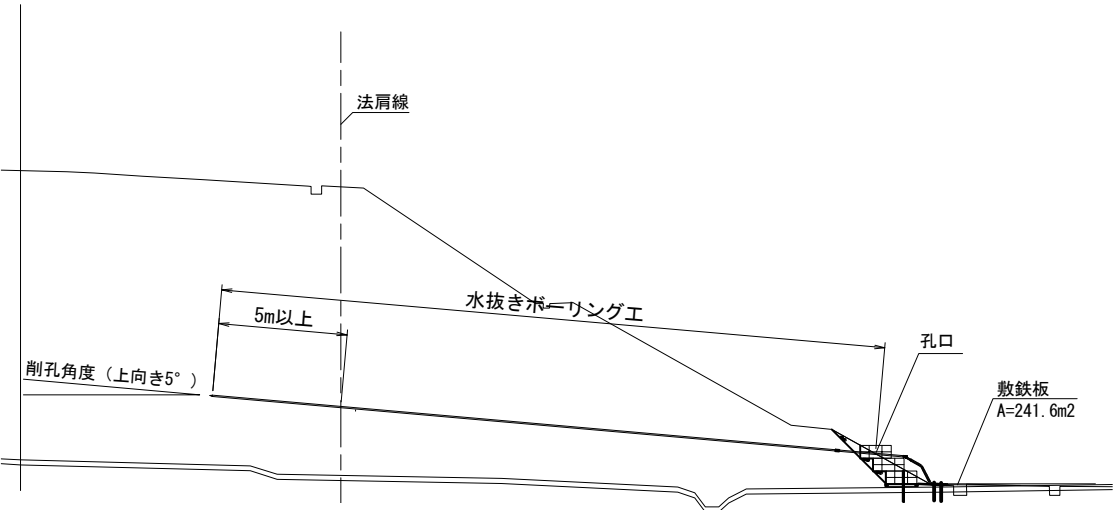 法肩線
水抜きボーリング工
5m以上
孔口
削孔角度（上向き5°）
敷鉄板
A=241.6m2